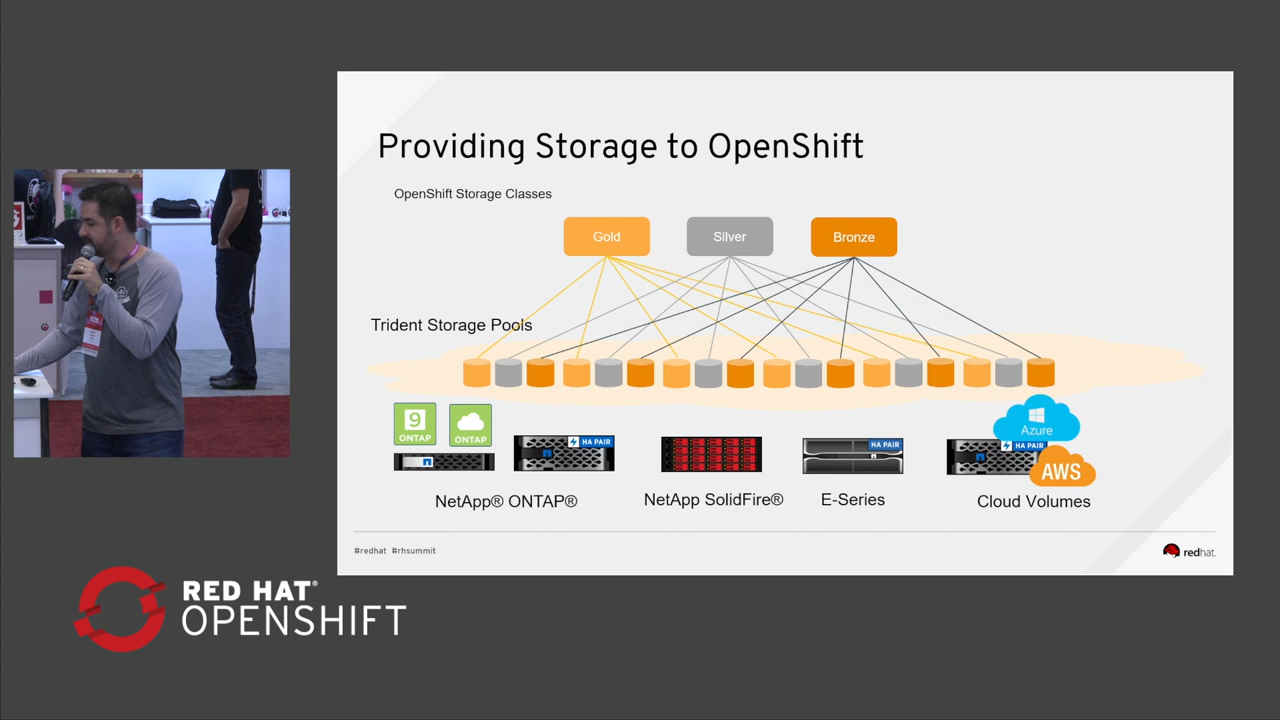 Providing Storage to OpenShift
OpenShift Storage Classes
Gold
Silver
Bronze
Trident Storage Pools
9
ONTAP
ONTAP
HA PAIR
HA PAIR
HA PAIR
Azure
AWS
NetApp® ONTAP®
NetApp SolidFire®
E-Series
Cloud Volumes
#redhat #rhsummit
redhat.
RED HAT®
OPENSHIFT